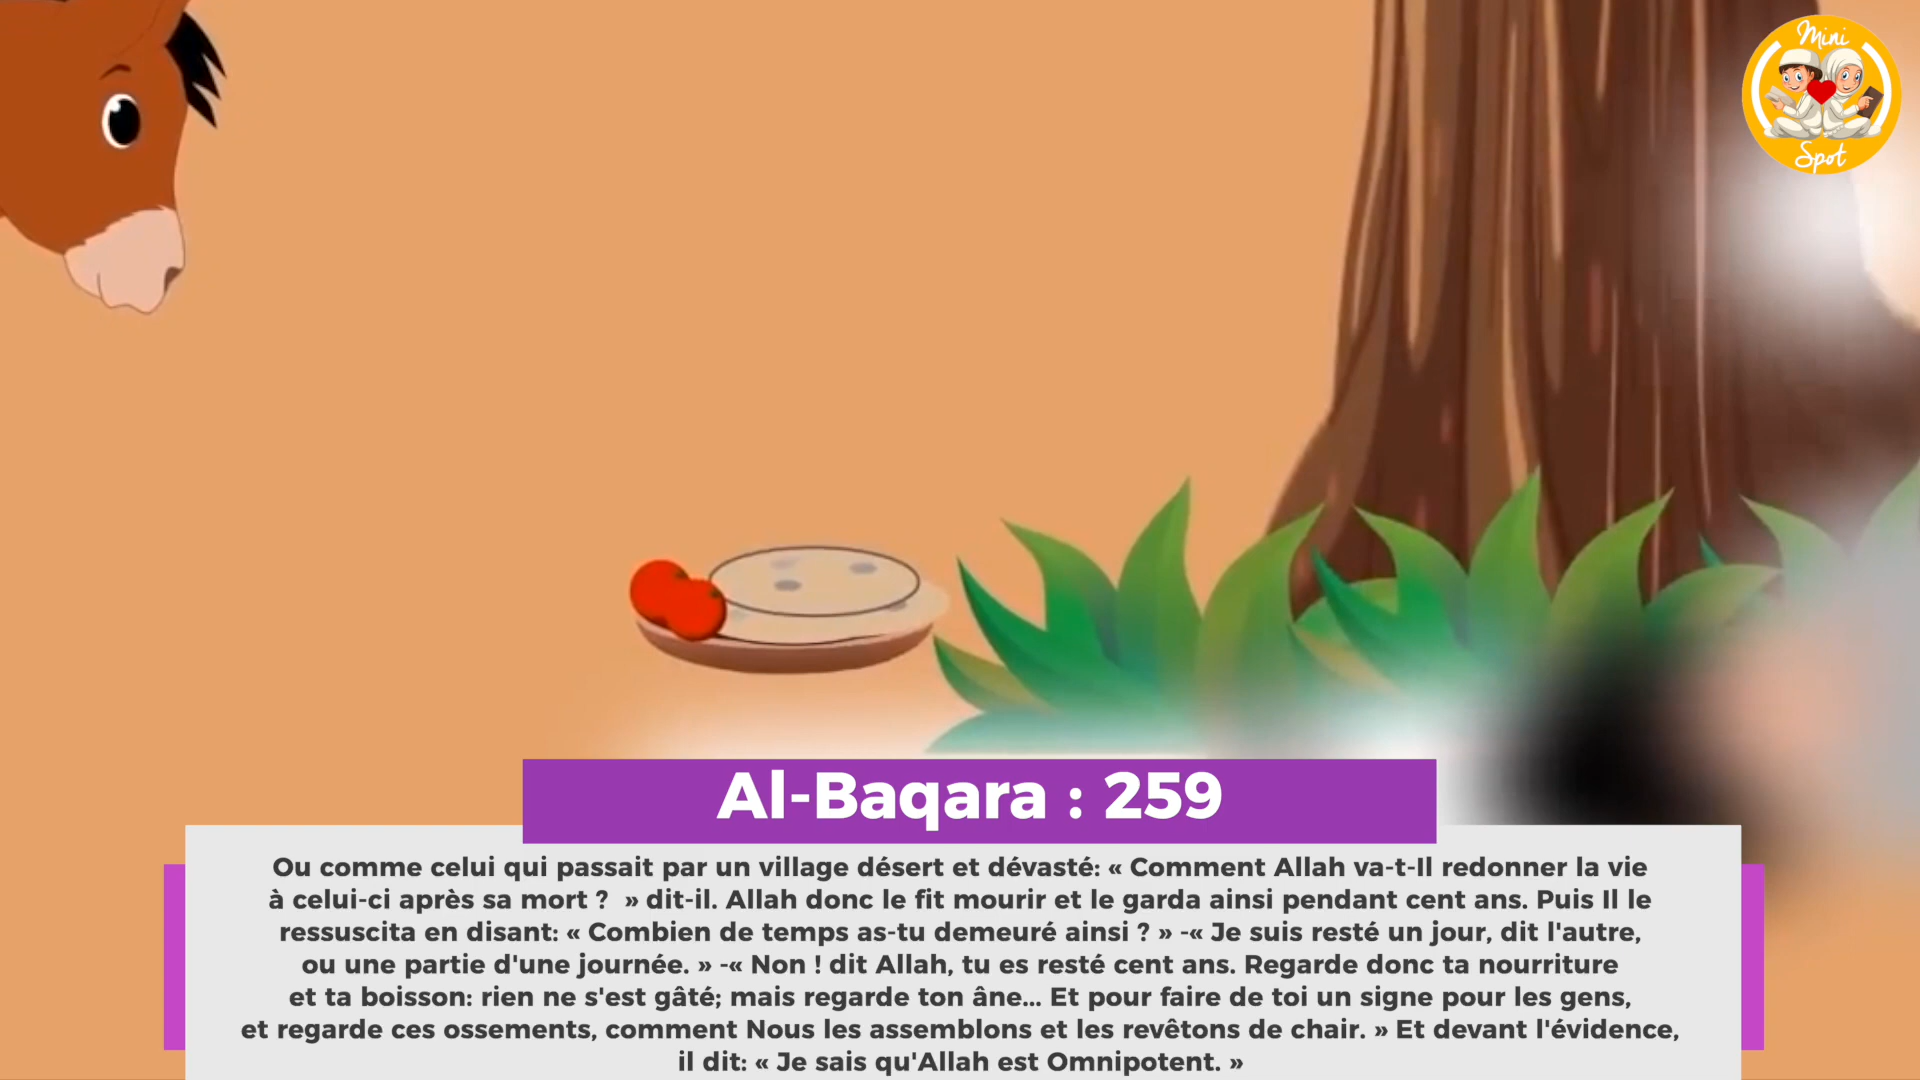 Mini
Spot
Al-Baqara : 259
Ou comme celui qui passait par un village désert et dévasté: « Comment Allah va-t-Il redonner la vie
à celui-ci après sa mort ?  » dit-il. Allah donc le fit mourir et le garda ainsi pendant cent ans. Puis Il le
ressuscita en disant: « Combien de temps as-tu demeuré ainsi ? » -« Je suis resté un jour, dit l'autre,
ou une partie d'une journée. » -« Non ! dit Allah, tu es resté cent ans. Regarde donc ta nourriture
et ta boisson: rien ne s'est gâté; mais regarde ton âne... Et pour faire de toi un signe pour les gens,
et regarde ces ossements, comment Nous les assemblons et les revêtons de chair. » Et devant l'évidence,
il dit: « Je sais qu'Allah est Omnipotent. »